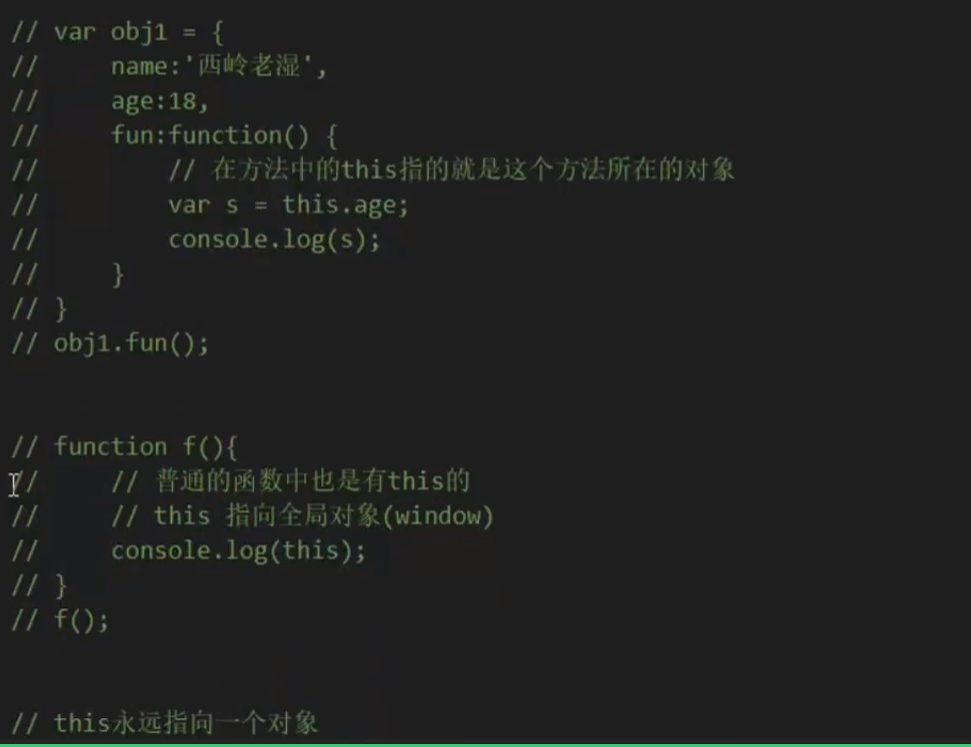 // var obj1 = {
//     name:'西岭老湿',
//     age:18,
//     fun:function() {
//         // 在方法中的this指的就是这个方法所在的对象
//         var s = this.age;
//         console.log(s);
//     }
// }
// obj1.fun();
// function f(){
//     // 普通的函数中也是有this的
//     // this 指向全局对象(window)
//     console.log(this);
// }
// f();
// this永远指向一个对象